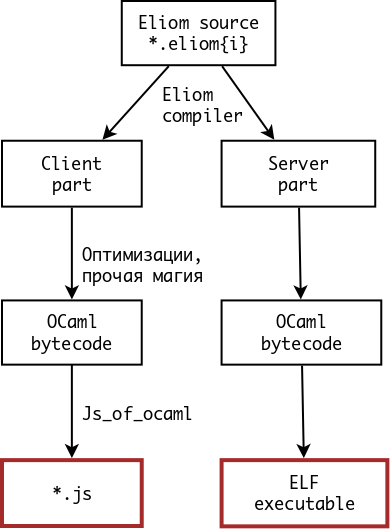 Eliom source
*.eliom{i}
Eliom
compiler
Client
part
Server
part
Оптимизации,
прочая магия
OCaml
bytecode
OCaml
bytecode
Js_of_ocaml
*.js
ELF
executable